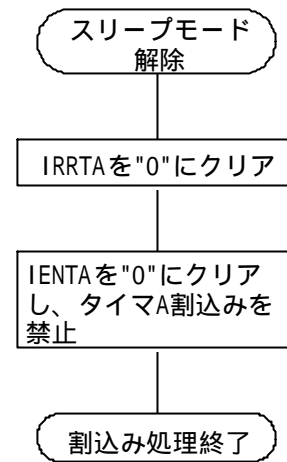 スリープモード
解除
IRRTAを"0"にクリア
IENTAを"0"にクリア
し、タイマA割込みを
禁止
割込み処理終了